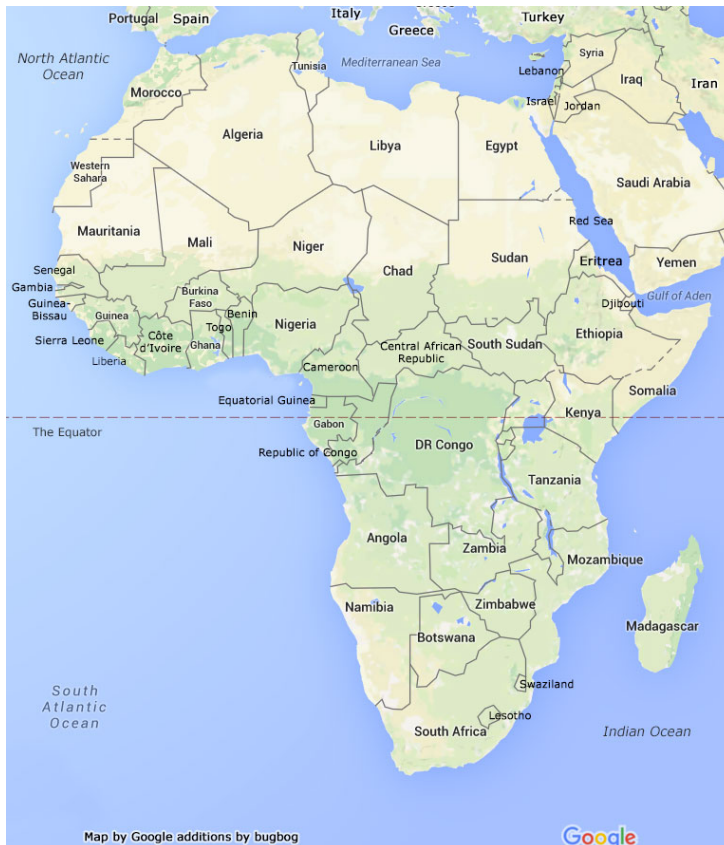 Portugal
Spain
Italy
Greece
Turkey
North Atlantic
Ocean
Mediterranean Sea
Tunisia
Lebanon
Syria
Iraq
Iran
Morocco
Israel
Jordan
Algeria
Libya
Egypt
Western
Sahara
Saudi Arabia
Red Sea
Mauritania
Mali
Niger
Chad
Sudan
Eritrea
Yemen
Senegal
Gambia
Guinea-
Bissau
Guinea
Burkina
Faso
Benin
Togo
Nigeria
Djibouti
Gulf of Aden
Sierra Leone
Côte
d'Ivoire
Ghana
Central African
Republic
South Sudan
Ethiopia
Liberia
Cameroon
Somalia
Equatorial Guinea
Gabon
Kenya
The Equator
Republic of Congo
DR Congo
Tanzania
Angola
Zambia
Mozambique
Namibia
Zimbabwe
Madagascar
Botswana
South
Atlantic
Ocean
Swaziland
Lesotho
South Africa
Indian Ocean
Map by Google additions by bugbog
Google